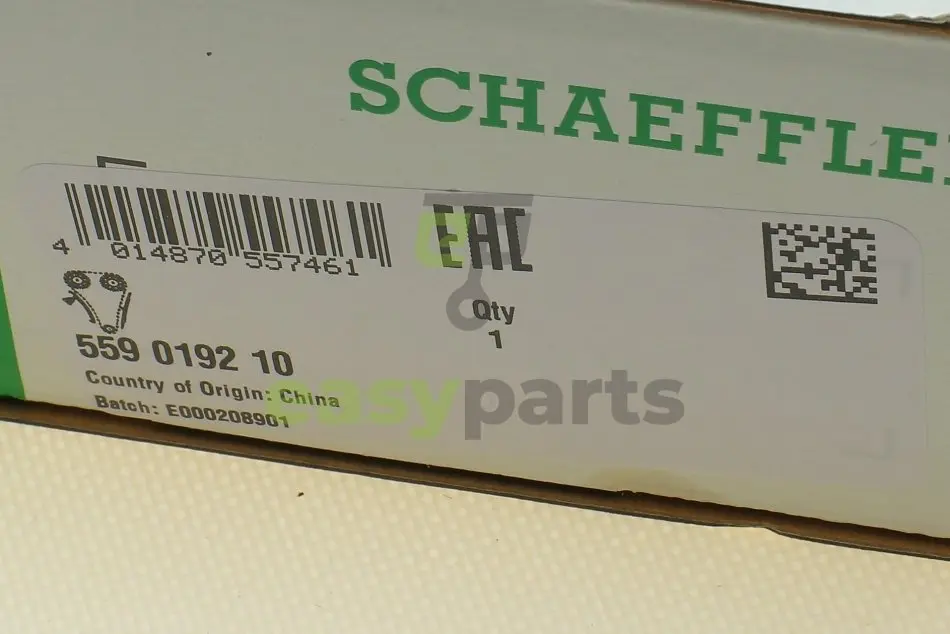 SCHAEFFLE
4 014870 557461
EAC
Qty
1
559 0192 10
Country of Origin: China
Batch: E000208901
easyparts